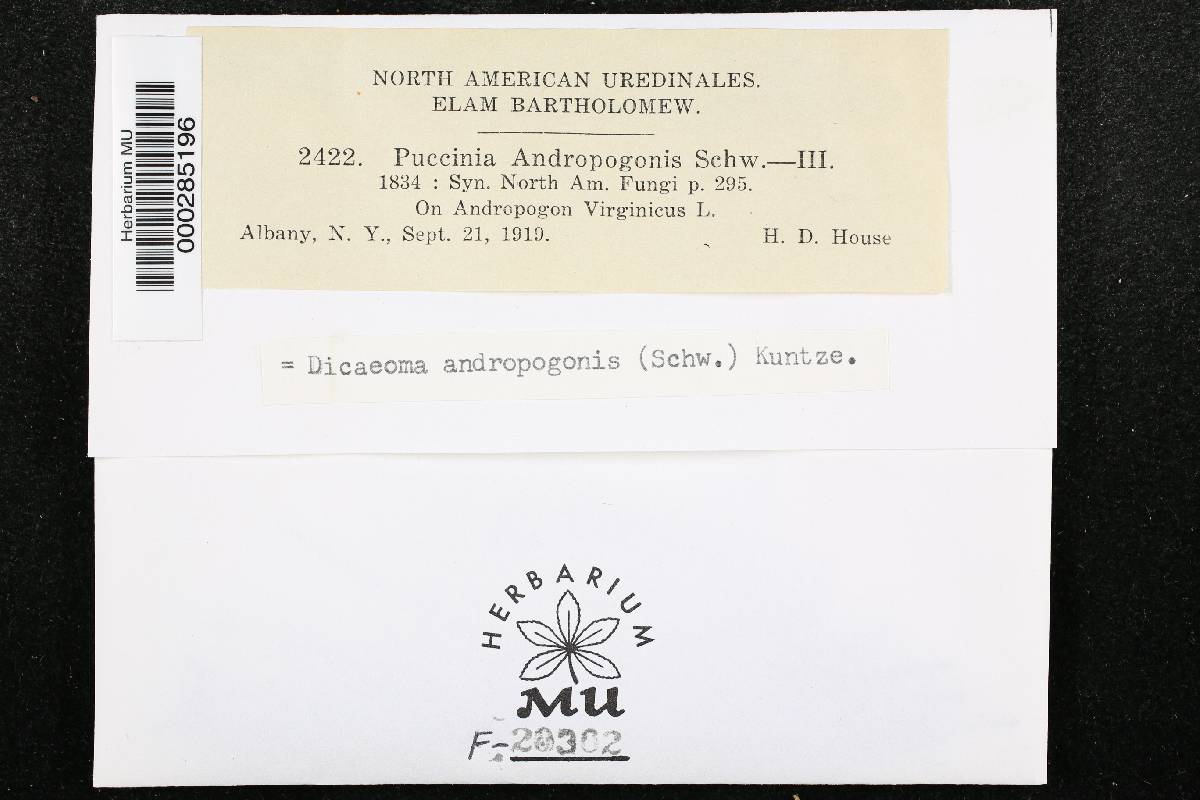 NORTH AMERICAN UREDINALES.
ELAM BARTHOLOMEW.
2422. Puccinia Andropogonis Schw.—III.
1834 : Syn. North Am. Fungi p. 295.
On Andropogon Virginicus L.
Albany, N. Y., Sept. 21, 1919. H. D. House
Herbarium MU
000285196
= Dicaeoma andropogonis (Schw.) Kuntze.
HERBARIUM
MU
F-20302